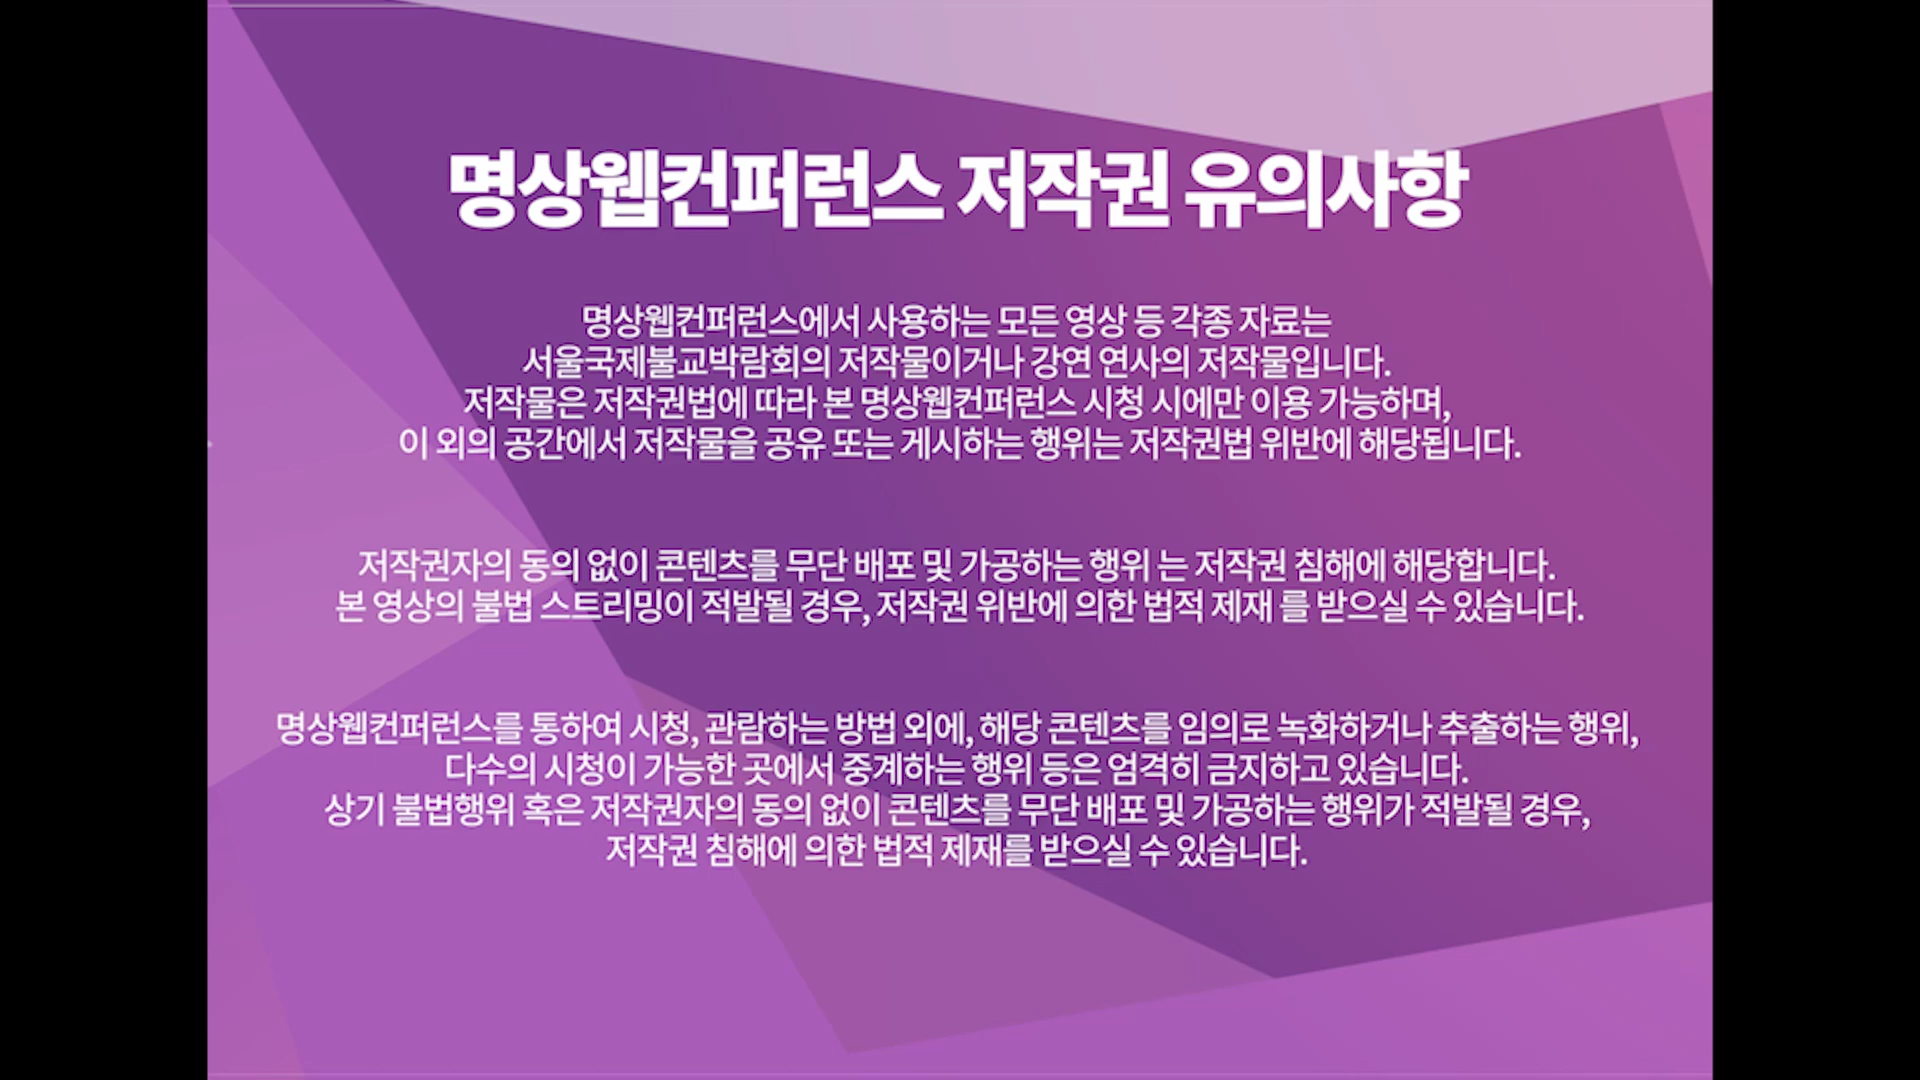 명상웹컨퍼런스 저작권 유의사항
명상웹컨퍼런스에서 사용하는 모든 영상 등 각종 자료는
서울국제불교박람회의 저작물이거나 강연 연사의 저작물입니다.
저작물은 저작권법에 따라 본 명상웹컨퍼런스 시청 시에만 이용 가능하며,
이 외의 공간에서 저작물을 공유 또는 게시하는 행위는 저작권법 위반에 해당됩니다.
저작권자의 동의 없이 콘텐츠를 무단 배포 및 가공하는 행위 는 저작권 침해에 해당합니다.
본 영상의 불법 스트리밍이 적발될 경우, 저작권 위반에 의한 법적 제재 를 받으실 수 있습니다.
명상웹컨퍼런스를 통하여 시청, 관람하는 방법 외에, 해당 콘텐츠를 임의로 녹화하거나 추출하는 행위,
다수의 시청이 가능한 곳에서 중계하는 행위 등은 엄격히 금지하고 있습니다.
상기 불법행위 혹은 저작권자의 동의 없이 콘텐츠를 무단 배포 및 가공하는 행위가 적발될 경우,
저작권 침해에 의한 법적 제재를 받으실 수 있습니다.